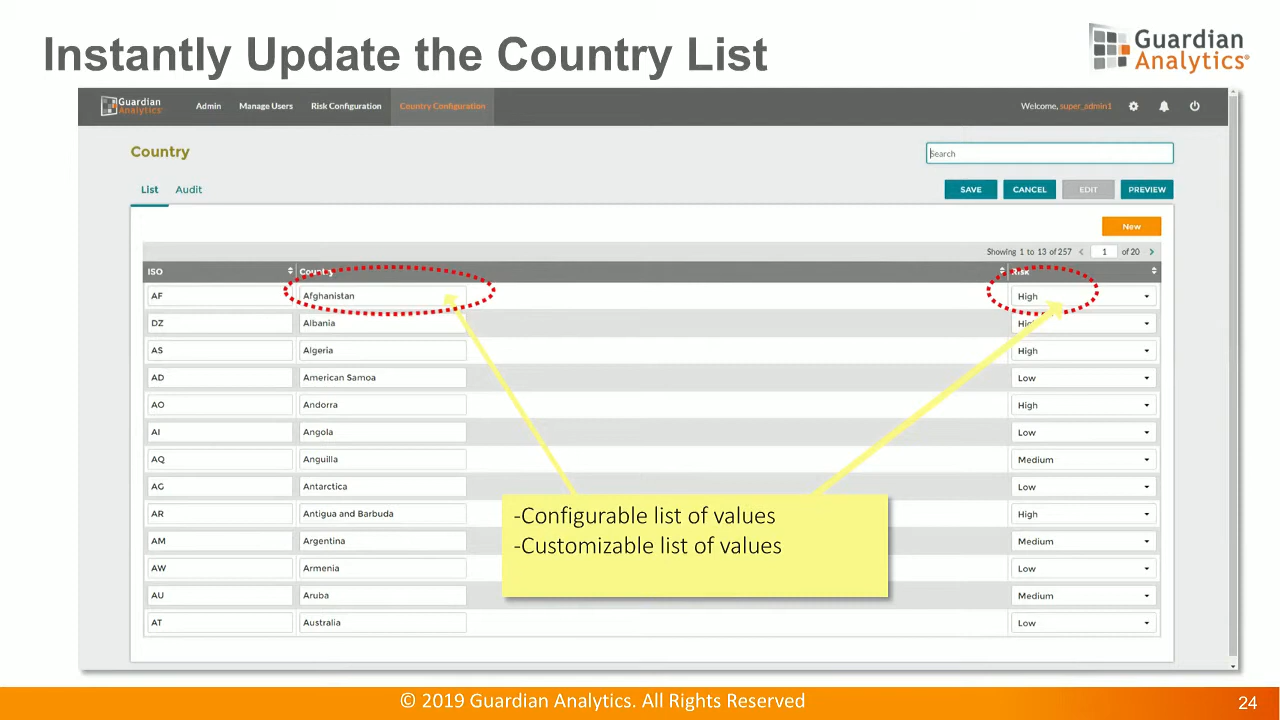 Instantly Update the Country List
Guardian
Analytics
Guardian
Analytics
Admin
Manage Users
Risk Configuration
Country Configuration
Welcome, super_admin1
Country
Search
List
Audit
SAVE
CANCEL
EDIT
PREVIEW
New
Showing 1 to 13 of 257
1
of 20
ISO
Country
Risk
AF
Afghanistan
High
DZ
Albania
High
AS
Algeria
High
AD
American Samoa
Low
AO
Andorra
High
AI
Angola
Low
AQ
Anguilla
Medium
AG
Antarctica
Low
AR
Antigua and Barbuda
High
AM
Argentina
Medium
AW
Armenia
Low
AU
Aruba
Medium
AT
Australia
Low
-Configurable list of values
-Customizable list of values
© 2019 Guardian Analytics. All Rights Reserved
24